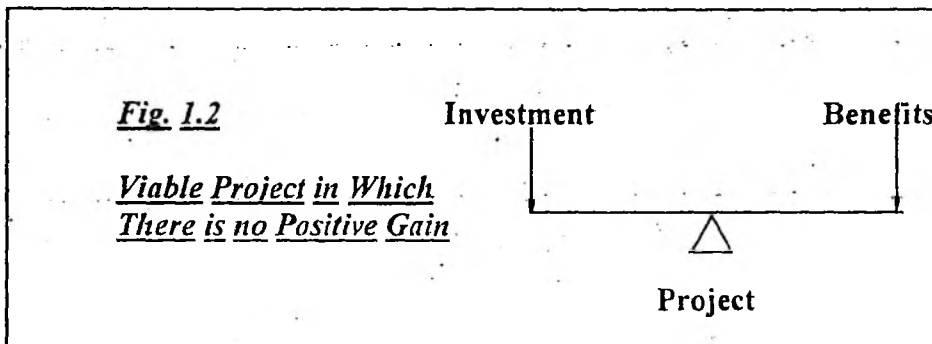 Fig. 1.2
Investment Benefits
Viable Project in Which
There is no Positive Gain
Project